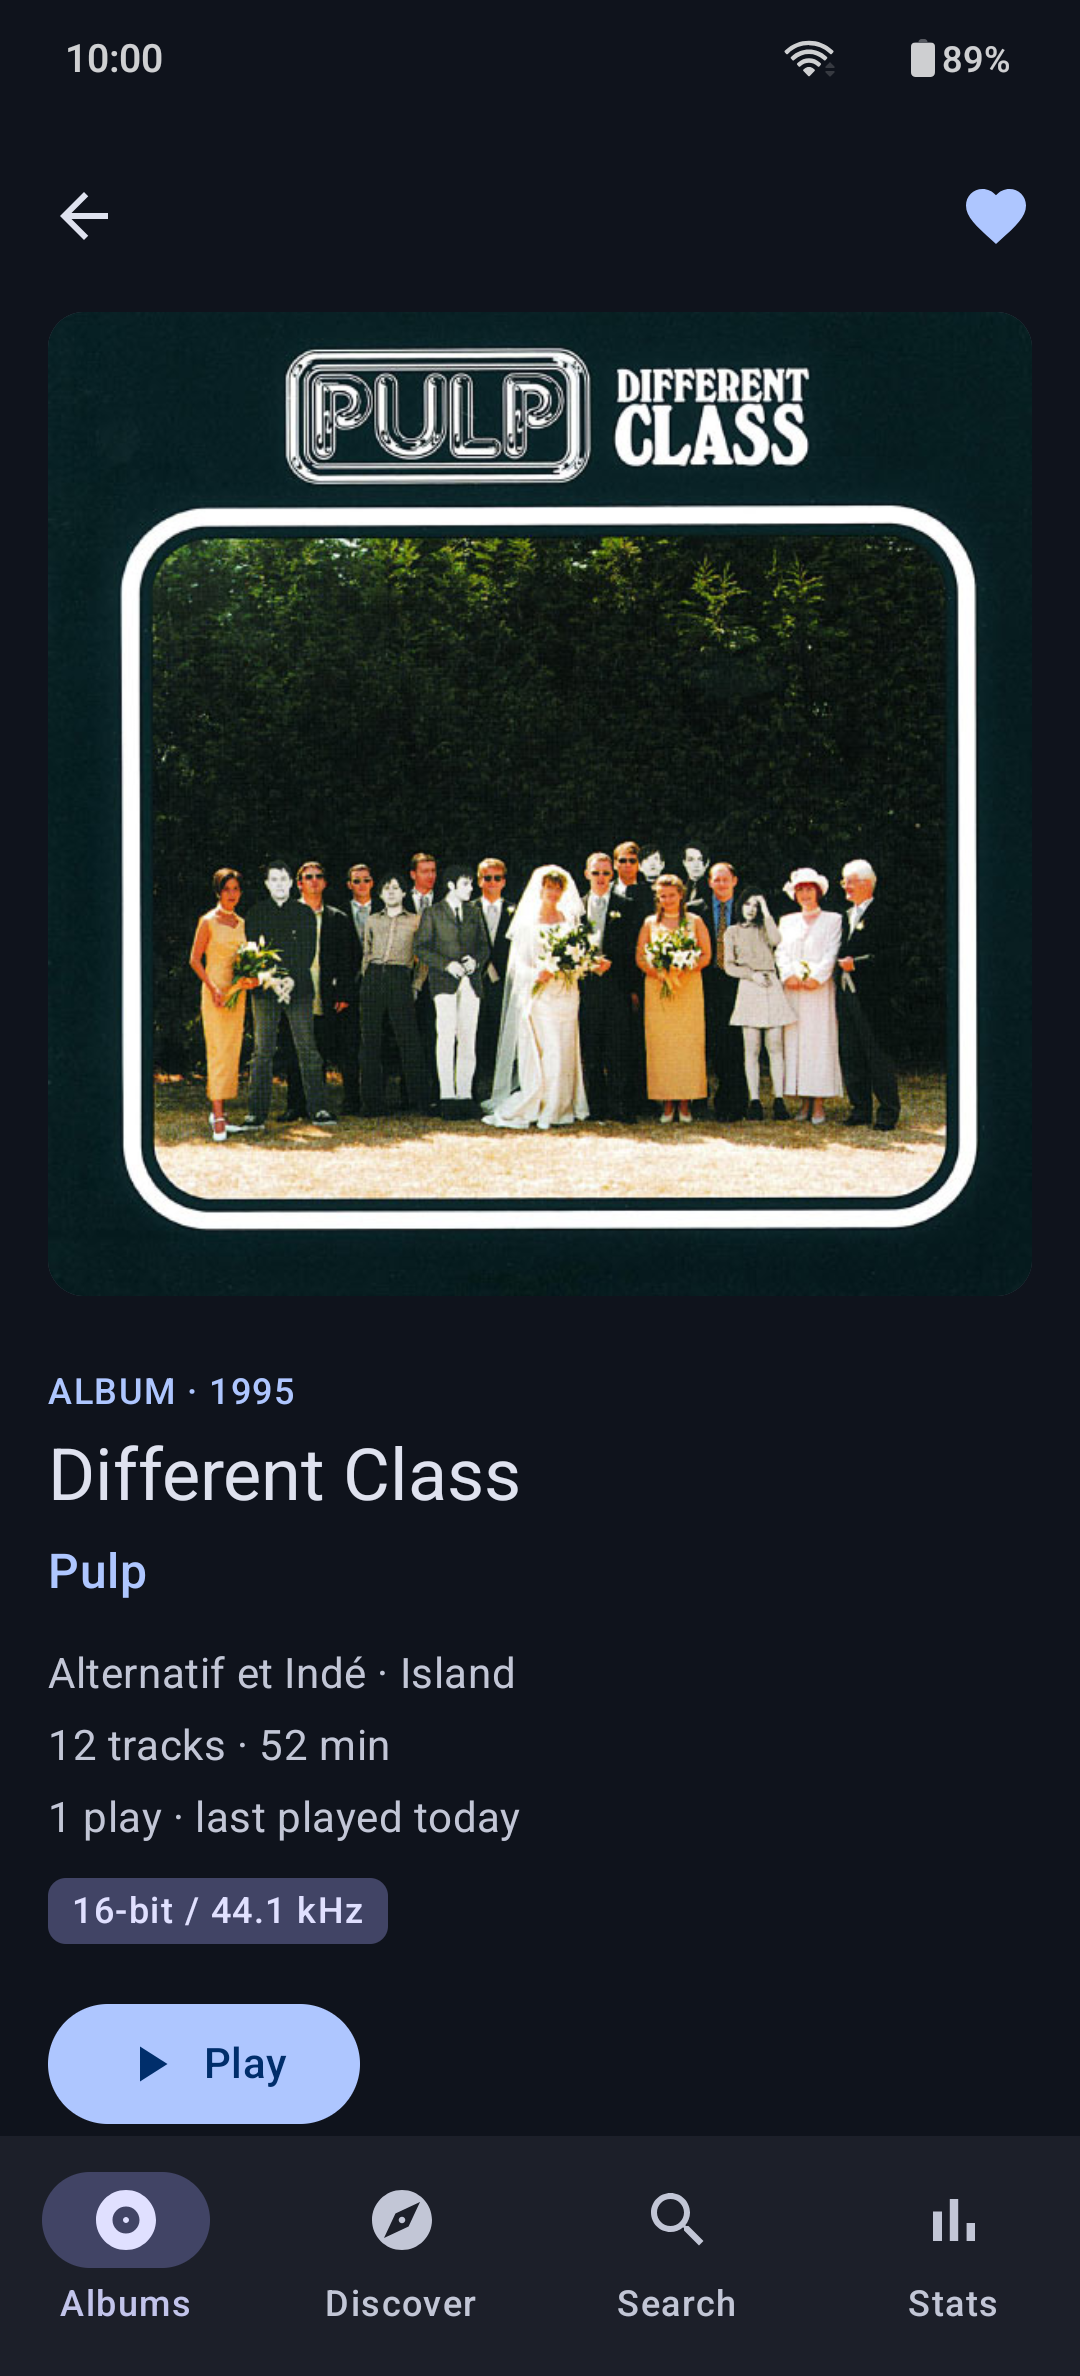 10:00
89%
PULP DIFFERENT
CLASS
ALBUM · 1995
Different Class
Pulp
Alternatif et Indé · Island
12 tracks · 52 min
1 play · last played today
16-bit / 44.1 kHz
Play
Albums
Discover
Search
Stats